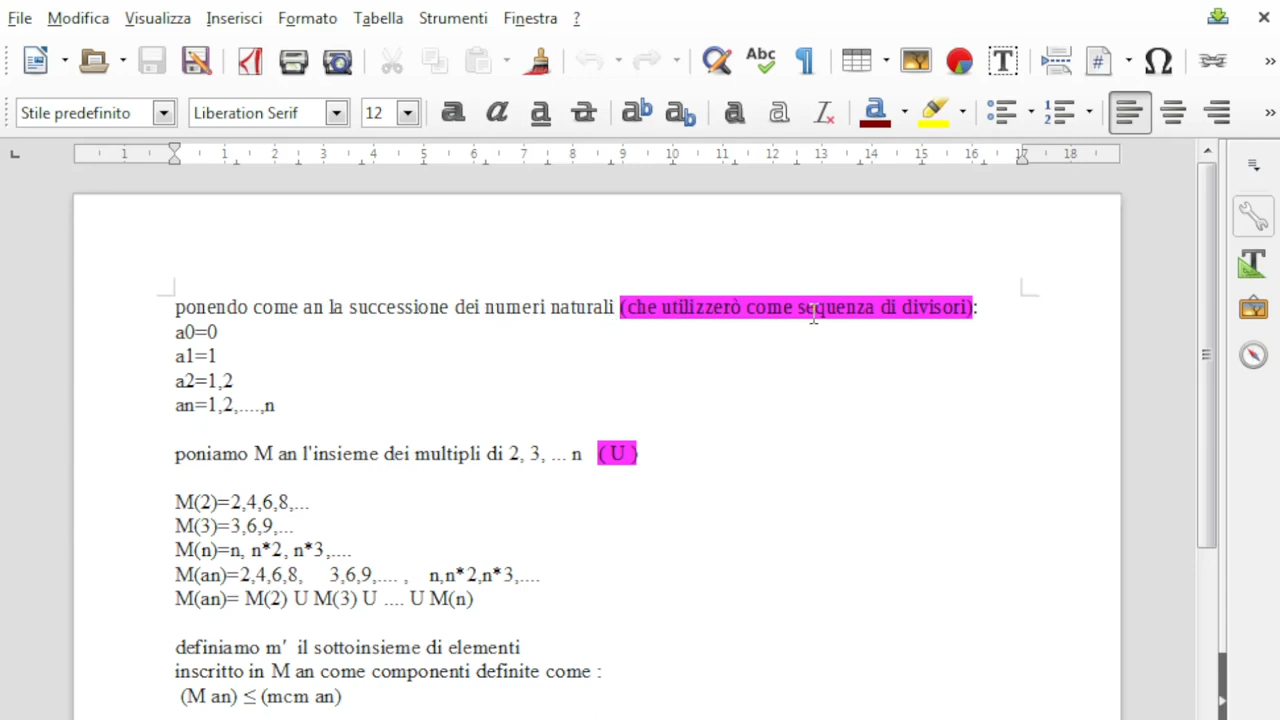 File Modifica Visualizza Inserisci Formato Tabella Strumenti Finestra ?
Abc
Stile predefinito Liberation Serif 12
1 1 2 3 4 5 6 7 8 9 10 11 12 13 14 15 16 17 18
ponendo come an la successione dei numeri naturali (che utilizzerò come sequenza di divisori):
a0=0
a1=1
a2=1,2
an=1,2,....,n
poniamo M an l'insieme dei multipli di 2, 3, ... n ( U )
M(2)=2,4,6,8,...
M(3)=3,6,9,...
M(n)=n, n*2, n*3,....
M(an)=2,4,6,8, 3,6,9,.... , n,n*2,n*3,....
M(an)= M(2) U M(3) U .... U M(n)
definiamo m' il sottoinsieme di elementi
inscritto in M an come componenti definite come :
(M an) ≤ (mcm an)